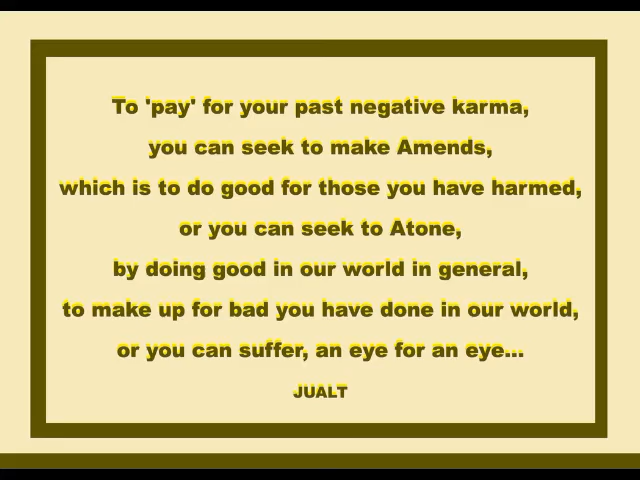 To 'pay' for your past negative karma,
you can seek to make Amends,
which is to do good for those you have harmed,
or you can seek to Atone,
by doing good in our world in general,
to make up for bad you have done in our world,
or you can suffer, an eye for an eye...
JUALT